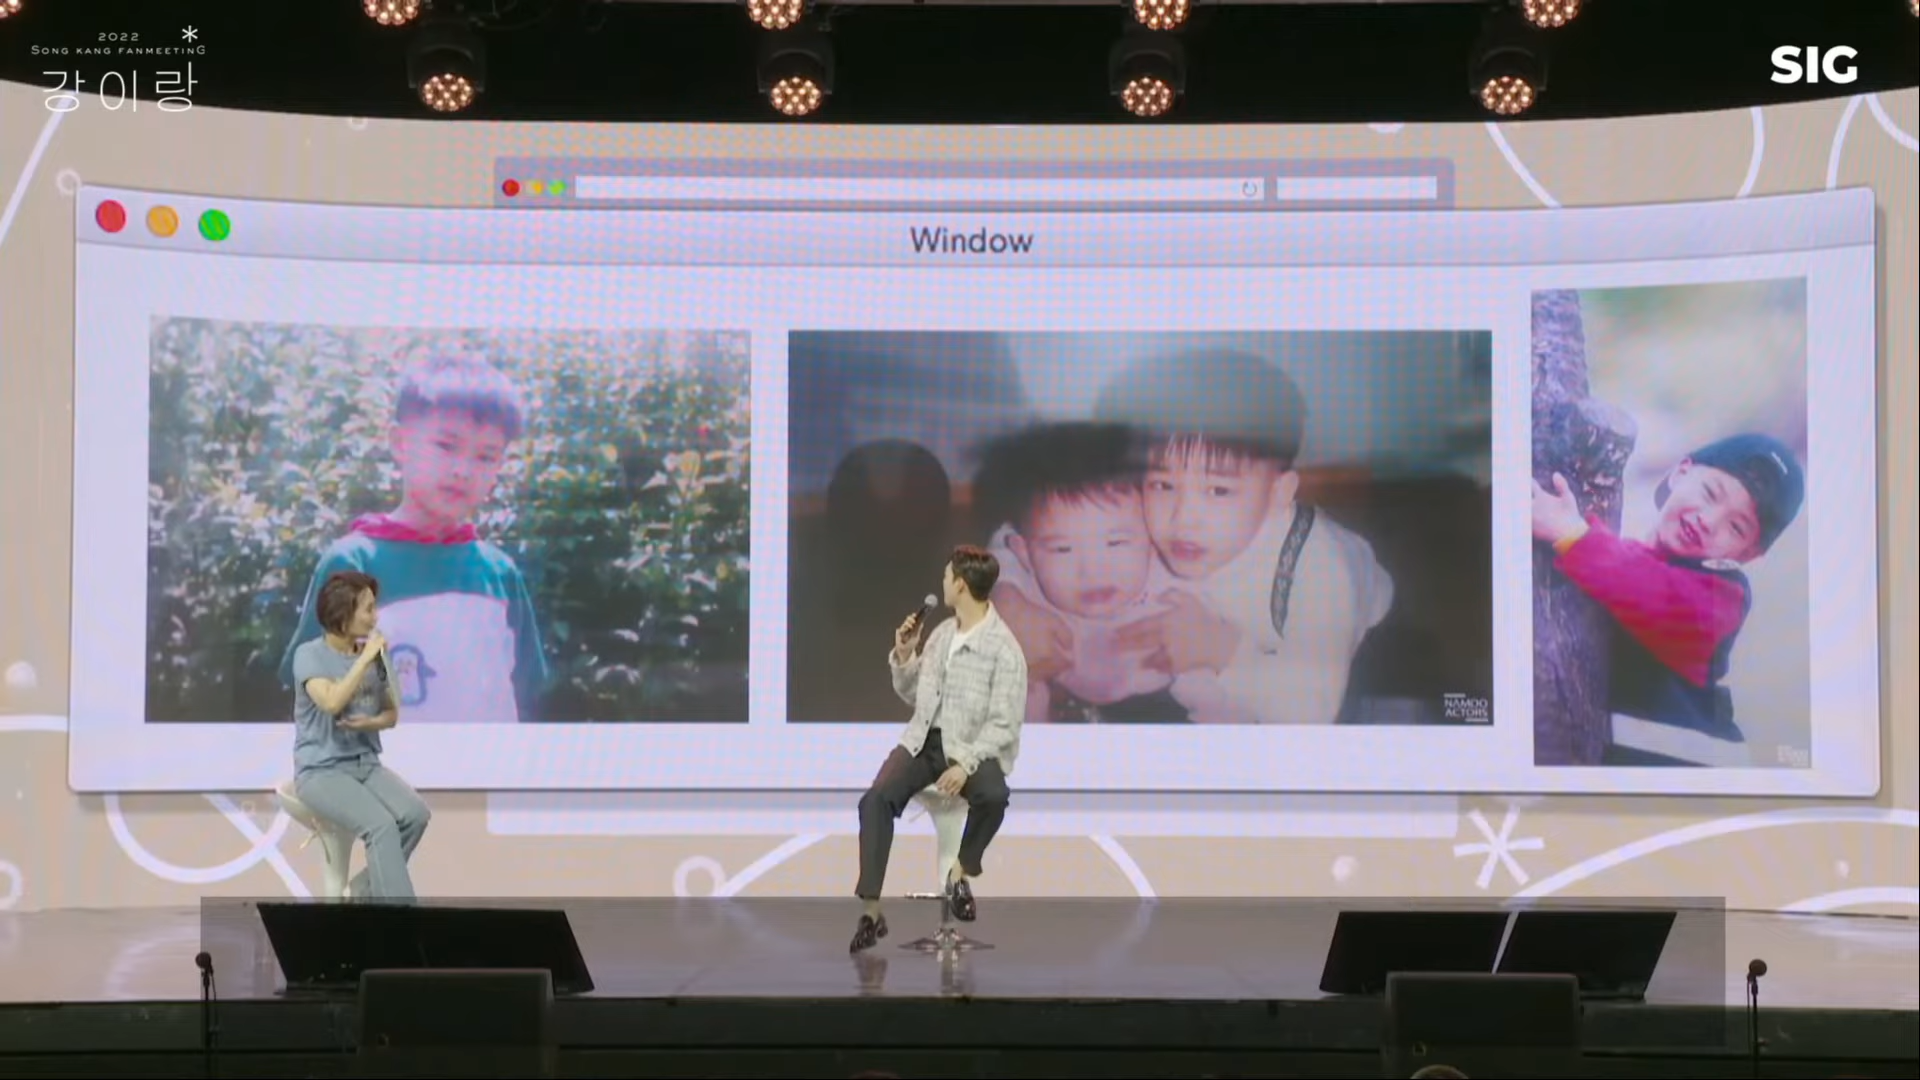 2022
SONG KANG FANMEETING
강이랑
SIG
Window
NAMOO
ACTORS